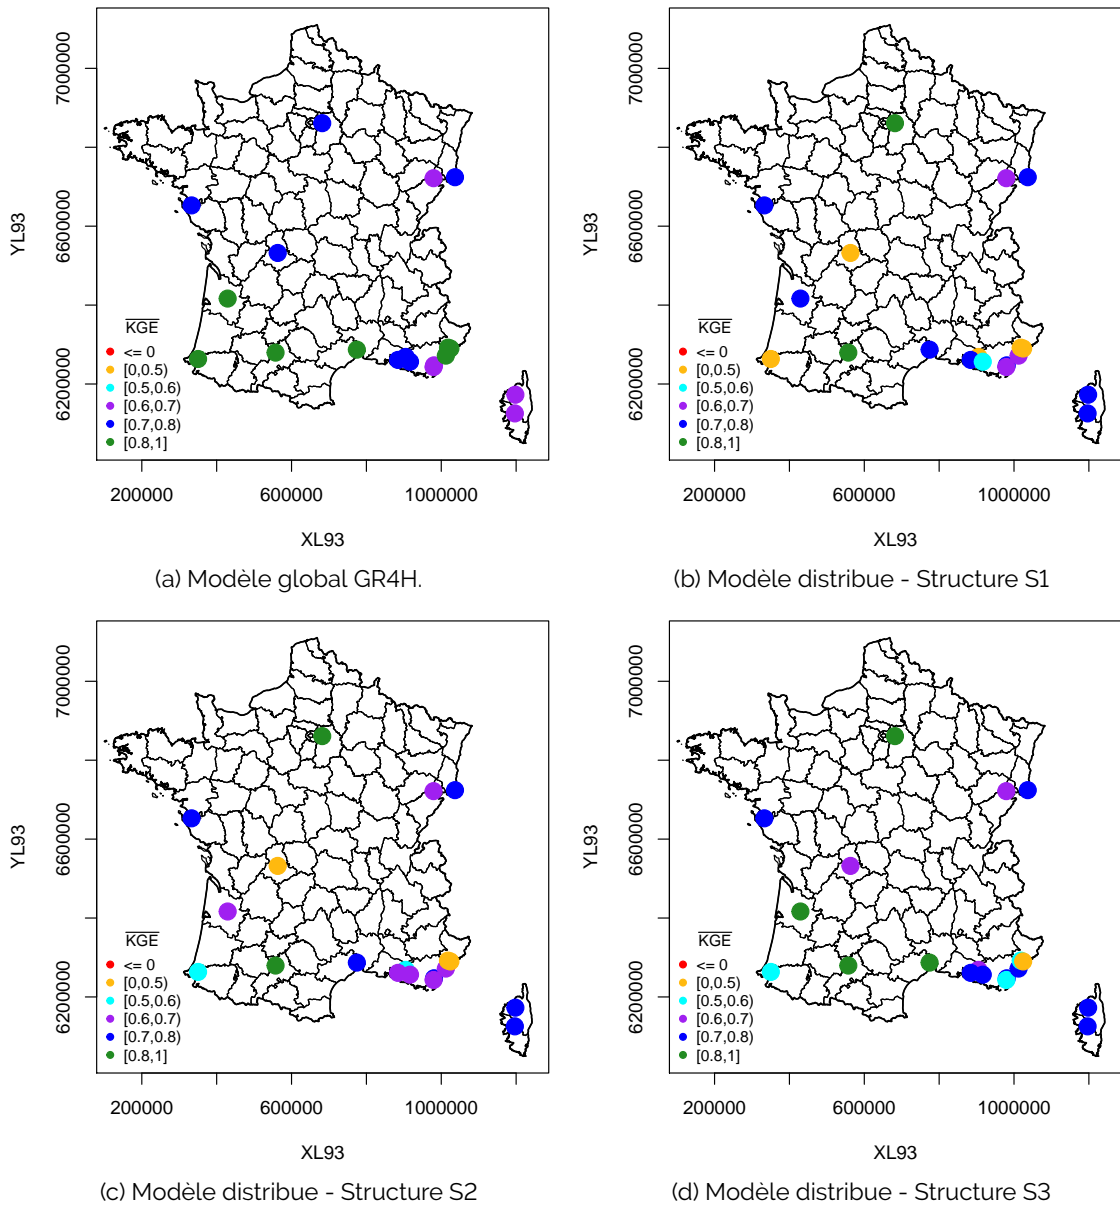 7000000
6600000
6200000
YL93
KGE
<= 0
[0,0.5)
[0.5,0.6)
[0.6,0.7)
[0.7,0.8)
[0.8,1]
200000 600000 1000000
XL93
(a) Modèle global GR4H.
7000000
6600000
6200000
YL93
KGE
<= 0
[0,0.5)
[0.5,0.6)
[0.6,0.7)
[0.7,0.8)
[0.8,1]
200000 600000 1000000
XL93
(b) Modèle distribue - Structure S1
7000000
6600000
6200000
YL93
KGE
<= 0
[0,0.5)
[0.5,0.6)
[0.6,0.7)
[0.7,0.8)
[0.8,1]
200000 600000 1000000
XL93
(c) Modèle distribue - Structure S2
7000000
6600000
6200000
YL93
KGE
<= 0
[0,0.5)
[0.5,0.6)
[0.6,0.7)
[0.7,0.8)
[0.8,1]
200000 600000 1000000
XL93
(d) Modèle distribue - Structure S3